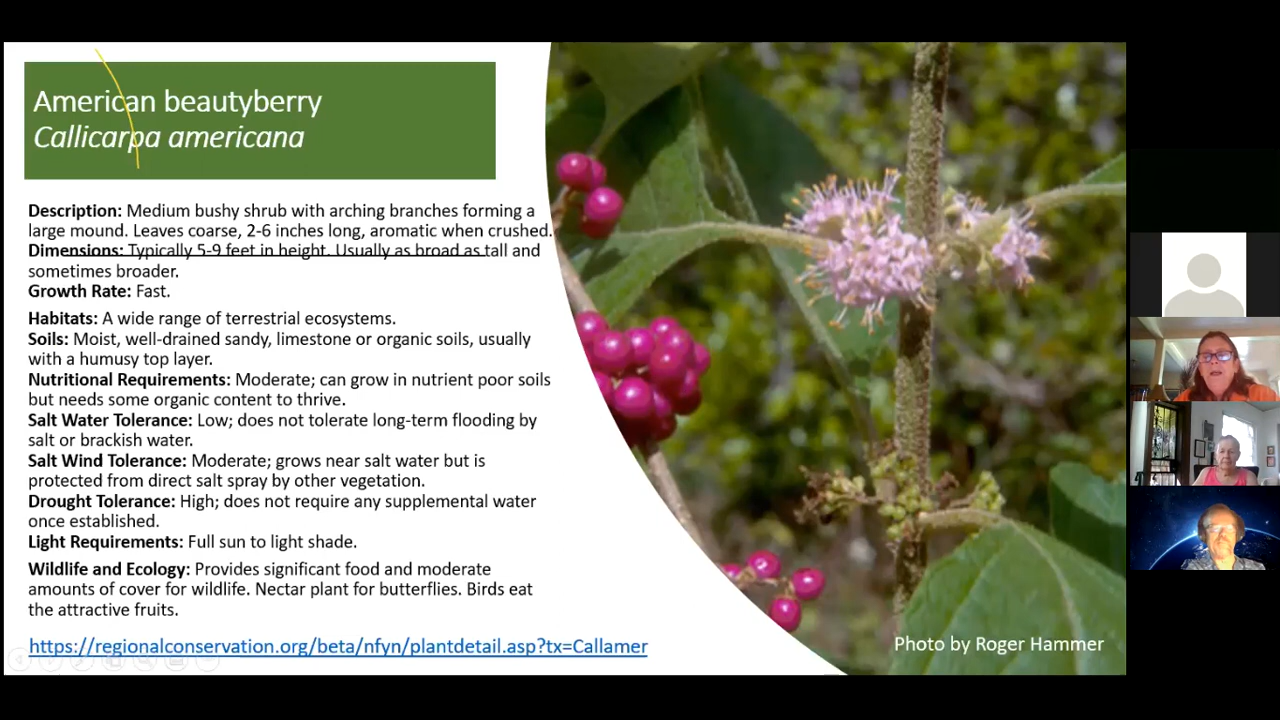 American beautyberry
Callicarpa americana
Description: Medium bushy shrub with arching branches forming a
large mound. Leaves coarse, 2-6 inches long, aromatic when crushed.
Dimensions: Typically 5-9 feet in height. Usually as broad as tall and
sometimes broader.
Growth Rate: Fast.
Habitats: A wide range of terrestrial ecosystems.
Soils: Moist, well-drained sandy, limestone or organic soils, usually
with a humusy top layer.
Nutritional Requirements: Moderate; can grow in nutrient poor soils
but needs some organic content to thrive.
Salt Water Tolerance: Low; does not tolerate long-term flooding by
salt or brackish water.
Salt Wind Tolerance: Moderate; grows near salt water but is
protected from direct salt spray by other vegetation.
Drought Tolerance: High; does not require any supplemental water
once established.
Light Requirements: Full sun to light shade.
Wildlife and Ecology: Provides significant food and moderate
amounts of cover for wildlife. Nectar plant for butterflies. Birds eat
the attractive fruits.
https://regionalconservation.org/beta/nfyn/plantdetail.asp?tx=Callamer
Photo by Roger Hammer